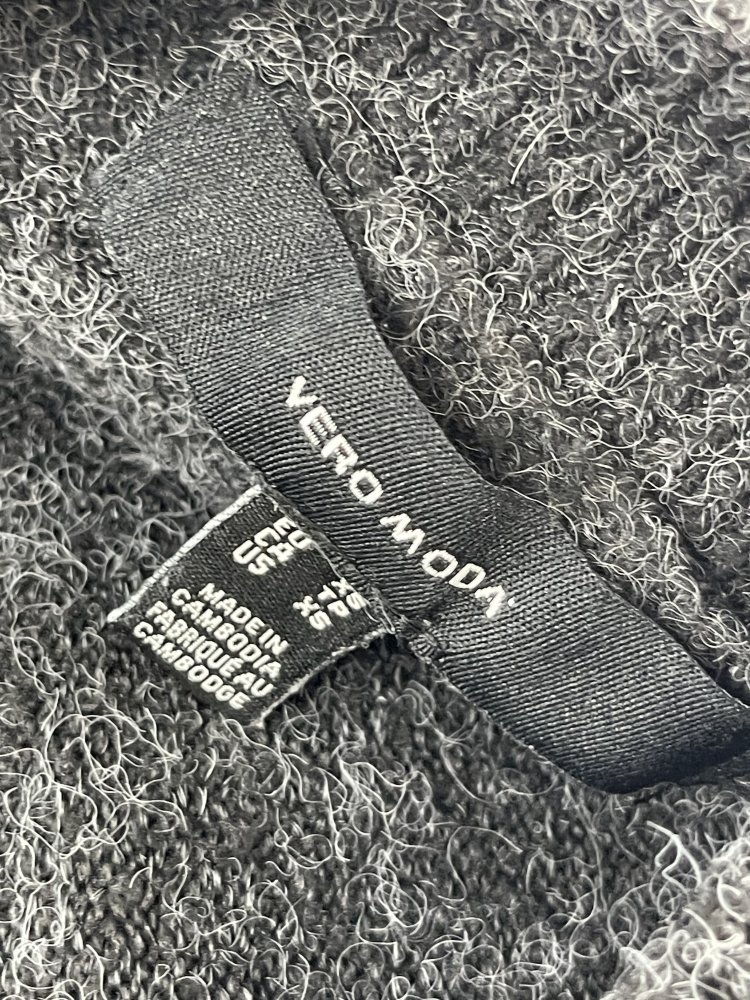 VERO MODA
EU XS
CA TP
US XS
MADE IN
CAMBODIA
FABRIQUÉ AU
CAMBODGE